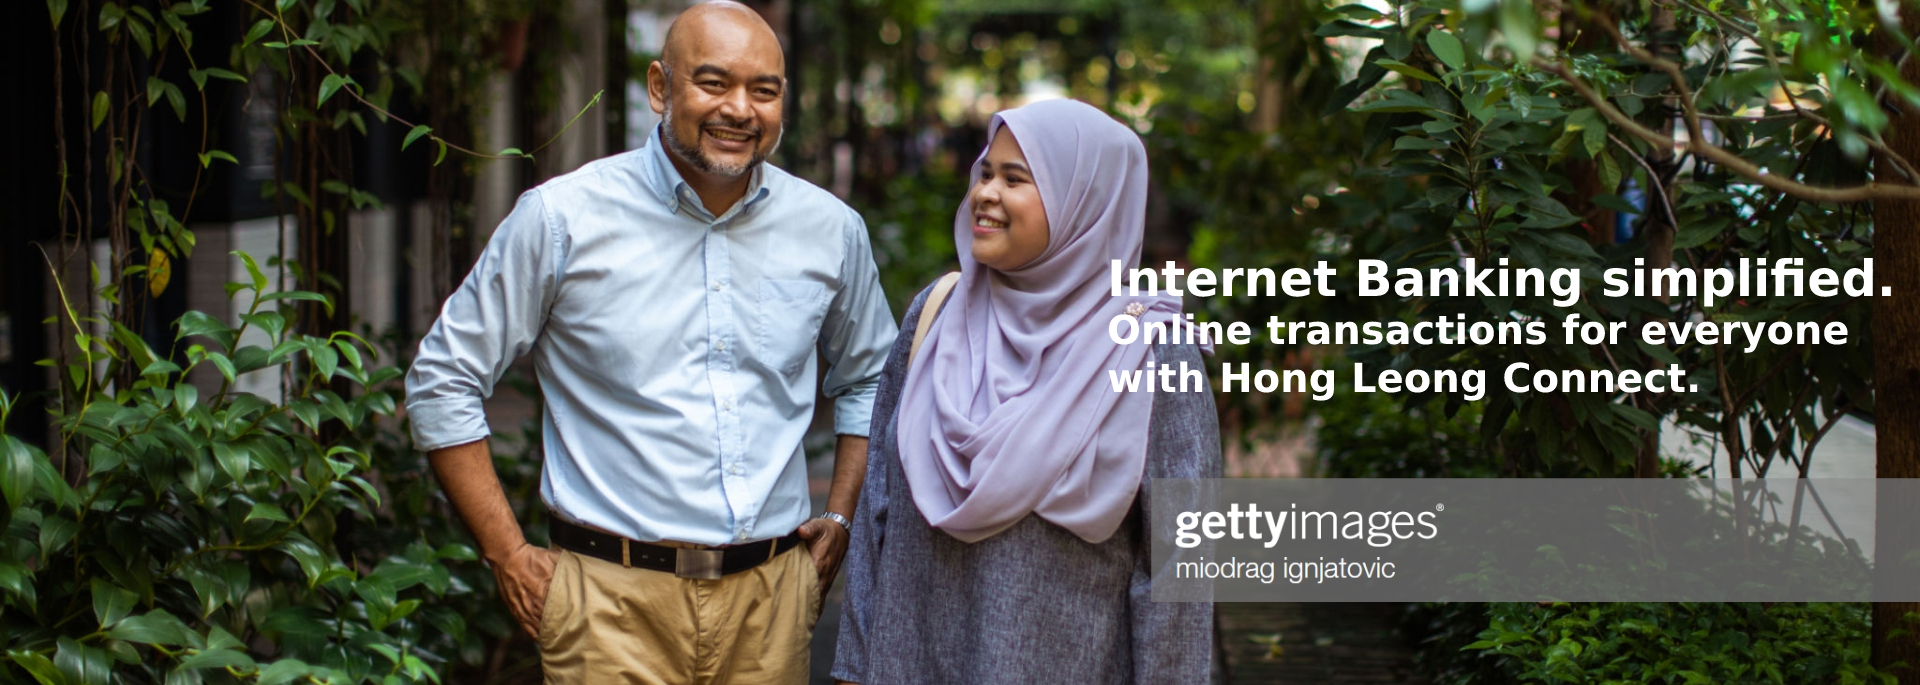 Internet Banking simplified.
Online transactions for everyone
with Hong Leong Connect.
gettyimages®
miodrag ignjatovic